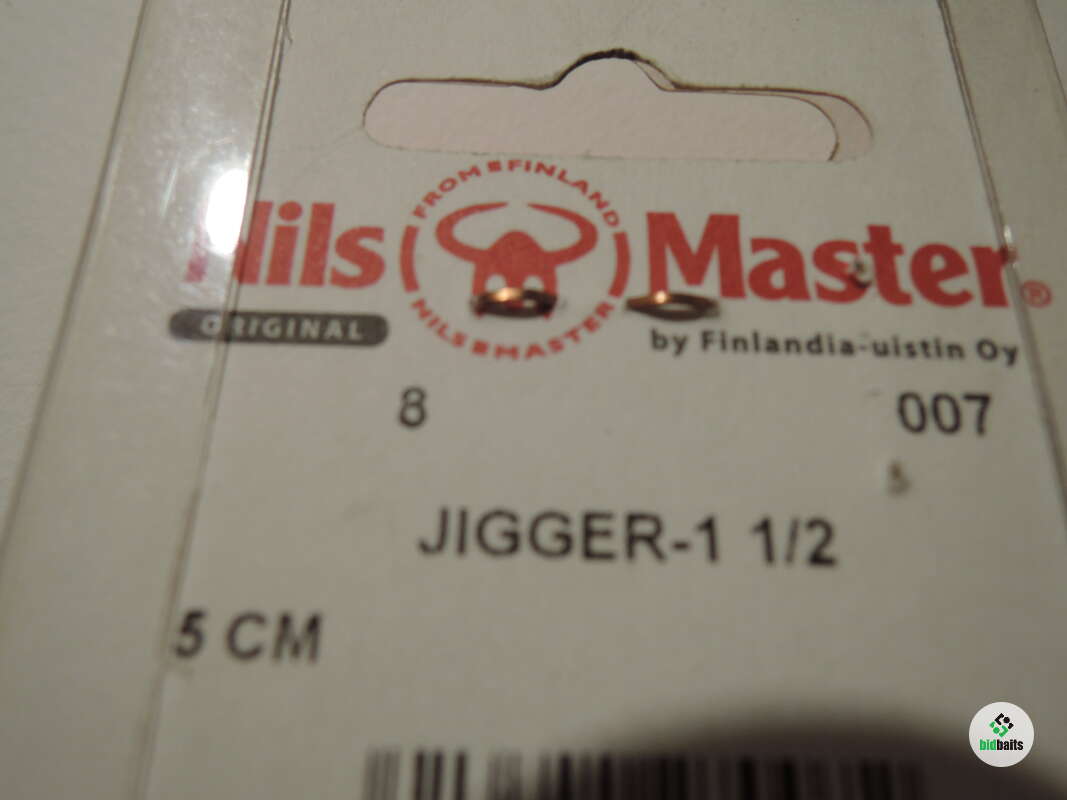 FROM FINLAND
Nils Master®
NILS MASTER
ORIGINAL
by Finlandia-uistin Oy
8 007
JIGGER-1 1/2
5 CM
bidbaits